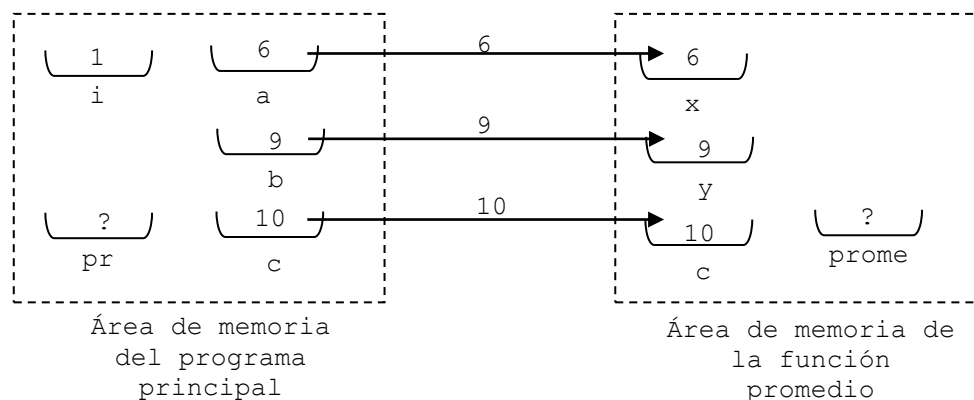 1 6 6 6
i a x
9 9 9
b y
? 10 10 10 ?
pr c c prome
Área de memoria
del programa
principal
Área de memoria de
la función
promedio